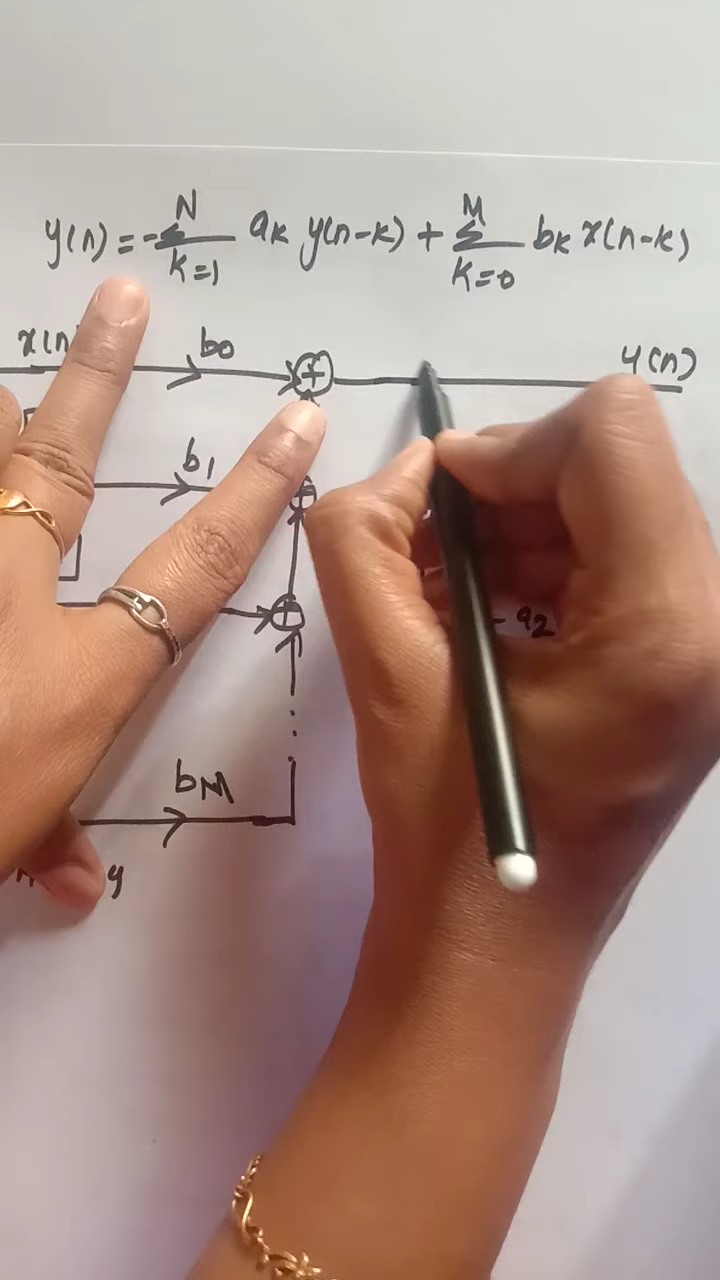 y(n) = -Σ_{k=1}^{N} a_k y(n-k) + Σ_{k=0}^{M} b_k x(n-k)
x(n b0 + y(n)
b1 +
+ - a2
⋮
bM
y